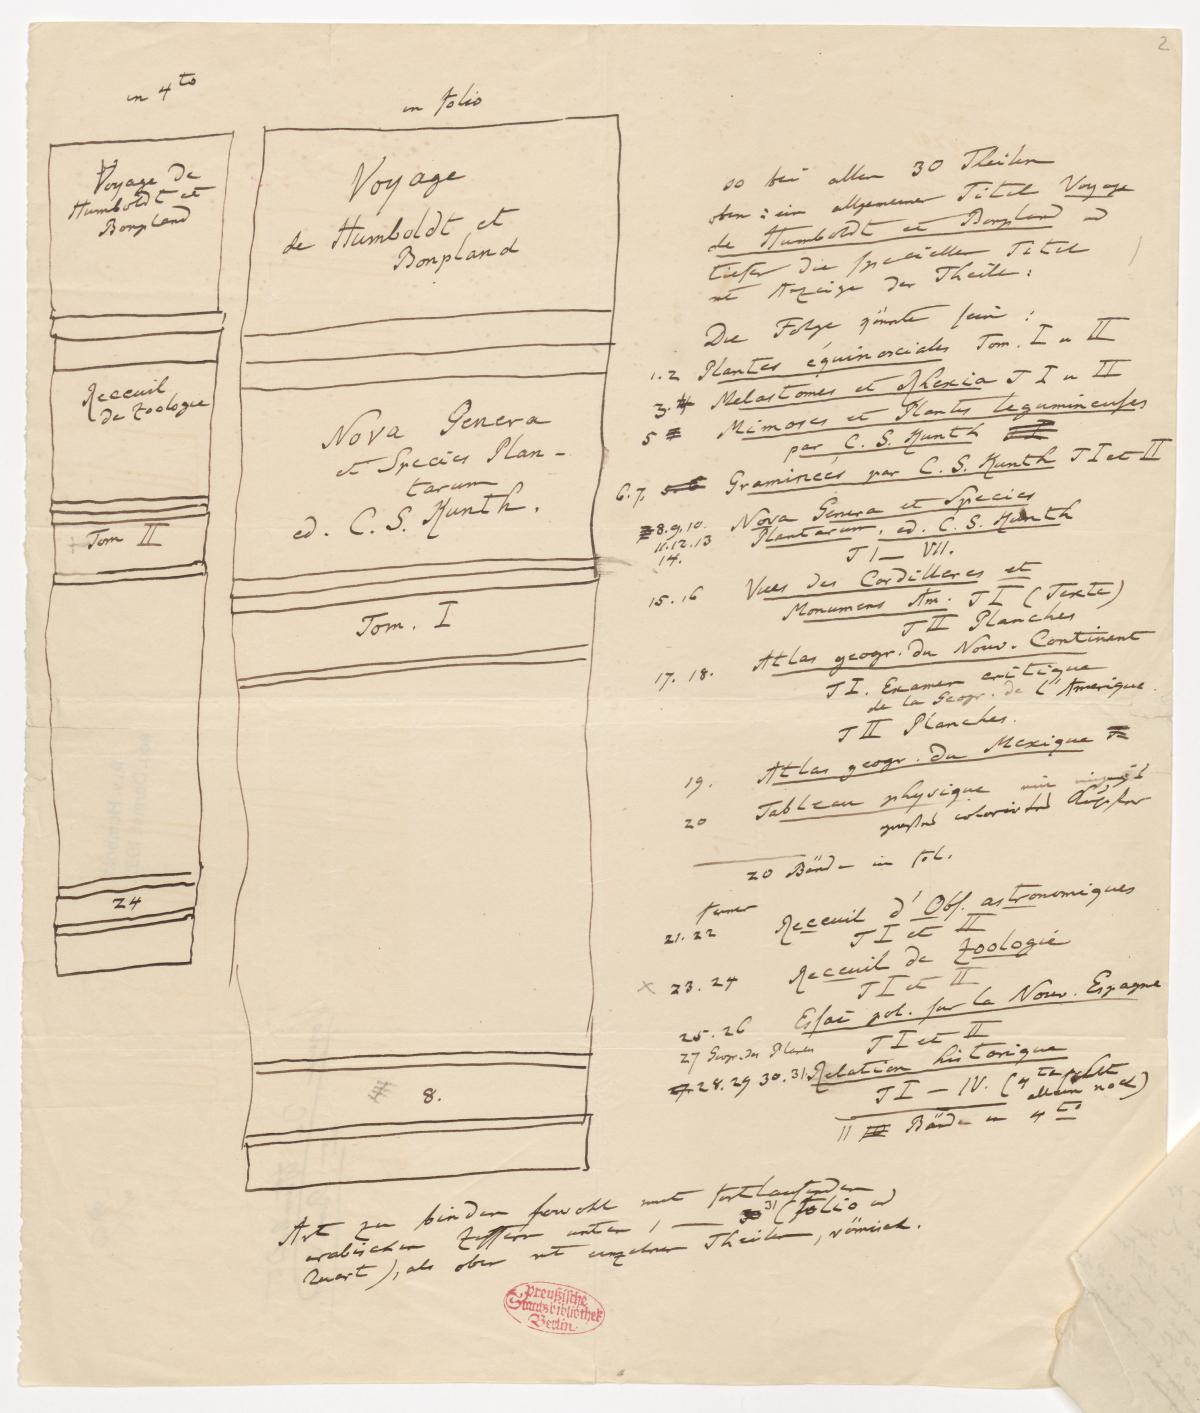 2
in 4to
Voyage de
Humboldt et
Bonpland
Receuil
de Zoologie
Tom II
24
in folio
Voyage
de Humboldt et
Bonpland
Nova Genera
et Species Plan-
tarum
ed. C. S. Kunth.
Tom. I
8.
so bei allen 30 Theilen
oben: ein allgemeiner Titel Voyage
de Humboldt et Bonpland u
tiefer die speciellen Titel
mit Anzeige der Theile:
Die Folge könnte sein:
1. 2 Plantes équinoxiales Tom. I u II
3. 4 Melastomes et Rhexia T I u II
5 Mimoses et Plantes legumineuses
par C. S. Kunth
6. 7. Graminées par C. S. Kunth T I et II
8. 9. 10. Nova Genera et Species
11. 12. 13 Plantarum, ed. C. S. Kunth
14. T I — VII.
15. 16 Vues des Cordilleres et
Monumens Am. T I (Texte)
T II Planches
17. 18. Atlas geogr. du Nouv. Continent
T I. Examen critique
de la Geogr. de l'Amerique.
T II Planches.
19. Atlas geogr. du Mexique
20 Tableau physique
colorirtes Kupfer
20 Bände in fol.
ferner
21. 22 Receuil d'Obs. astronomiques
T I et II
23. 24 Receuil de Zoologie
T I et II
25. 26 Essai pol. sur la Nouv. Espagne
T I et II
27 Geogr. des Plantes
28. 29 30. 31 Relation historique
T I — IV. (4ter fehlt
allein noch)
11 Bände in 4to
Art zu binden sowohl mit fortlaufenden
arabischen Ziffern unten 1 — 31 (folio und
Quart), als oben mit einzelnen Theilen, römisch.
Preußische
Staatsbibliothek
Berlin